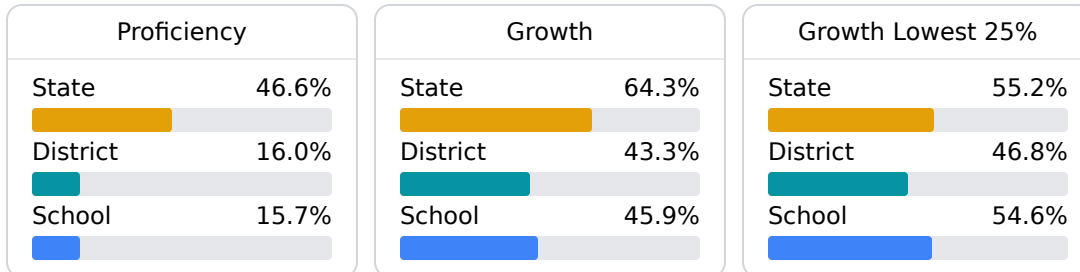 Proficiency
State 46.6%
District 16.0%
School 15.7%
Growth
State 64.3%
District 43.3%
School 45.9%
Growth Lowest 25%
State 55.2%
District 46.8%
School 54.6%